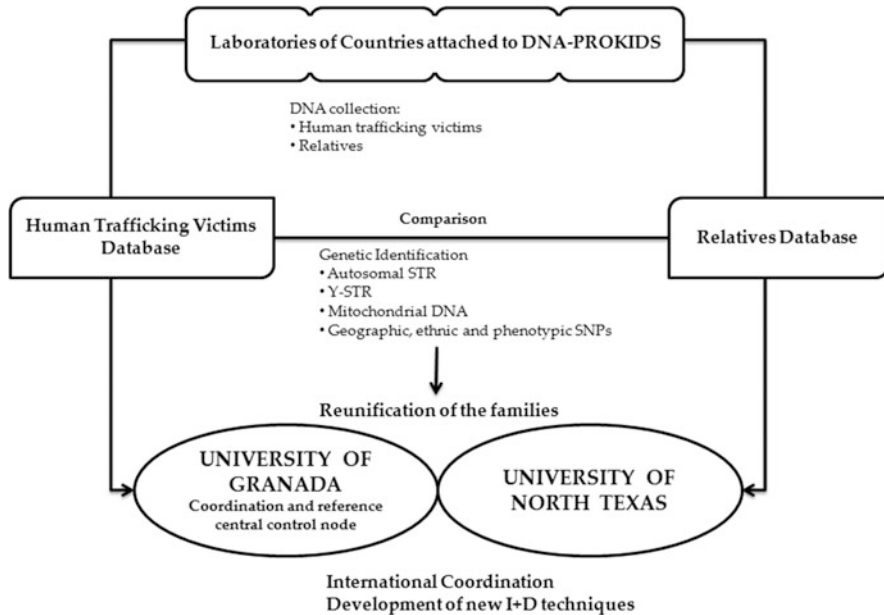 Laboratories of Countries attached to DNA-PROKIDS
DNA collection:
• Human trafficking victims
• Relatives
Human Trafficking Victims
Database
Comparison
Relatives Database
Genetic Identification
• Autosomal STR
• Y-STR
• Mitochondrial DNA
• Geographic, ethnic and phenotypic SNPs
Reunification of the families
UNIVERSITY OF
GRANADA
Coordination and reference
central control node
UNIVERSITY OF
NORTH TEXAS
International Coordination
Development of new I+D techniques